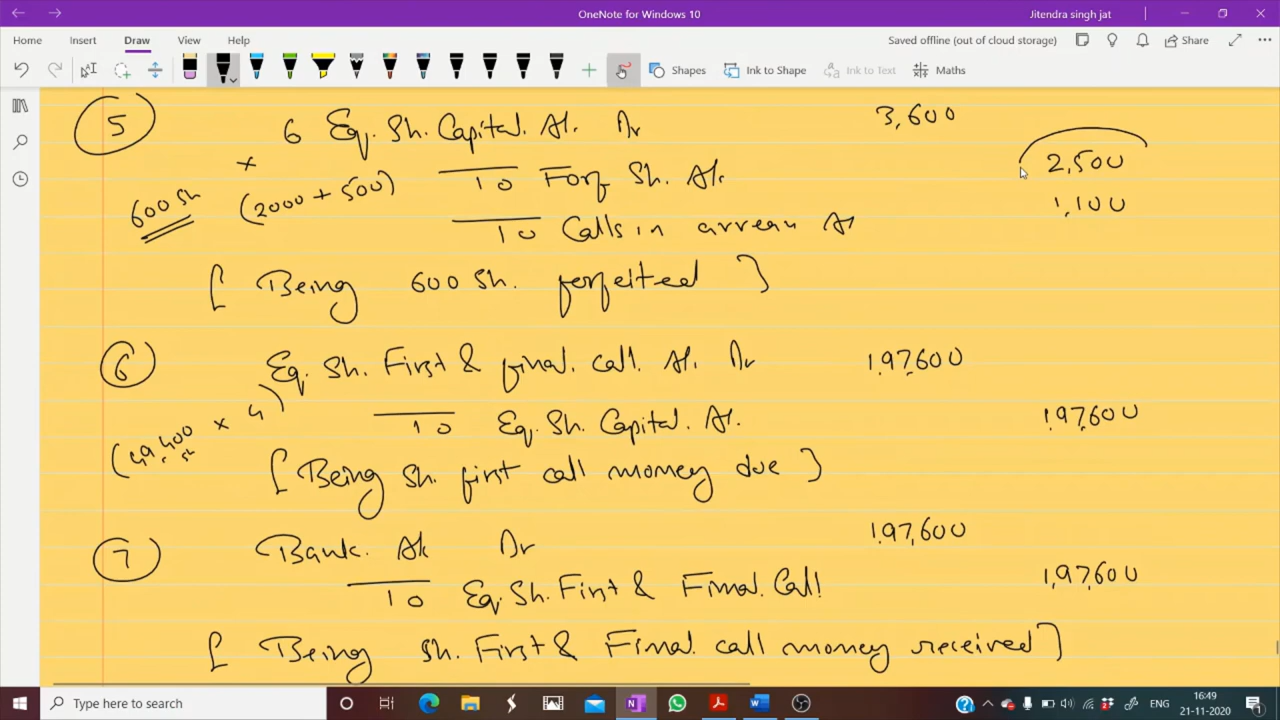 OneNote for Windows 10
Jitendra singh jat
Home Insert Draw View Help
Saved offline (out of cloud storage)
Share
Shapes
Ink to Shape
Ink to Text
Maths
5
6 Eq. Sh. Capital. A/. Dr 3,600
×
600 Sh
(2000 + 500)
To Forf Sh. A/. 2,500
To Calls in arrear A/ 1,100
[ Being 600 Sh. forfeited ]
6
Eq. Sh. First & final. call. A/. Dr 1,97,600
(49,400 sh × 4)
To Eq. Sh. Capital. A/. 1,97,600
[ Being Sh. first call money due ]
7
Bank. A/c Dr 1,97,600
To Eq. Sh. First & Final. Call 1,97,600
[ Being Sh. First & Final. call money received ]
Type here to search
ENG
16:49
21-11-2020